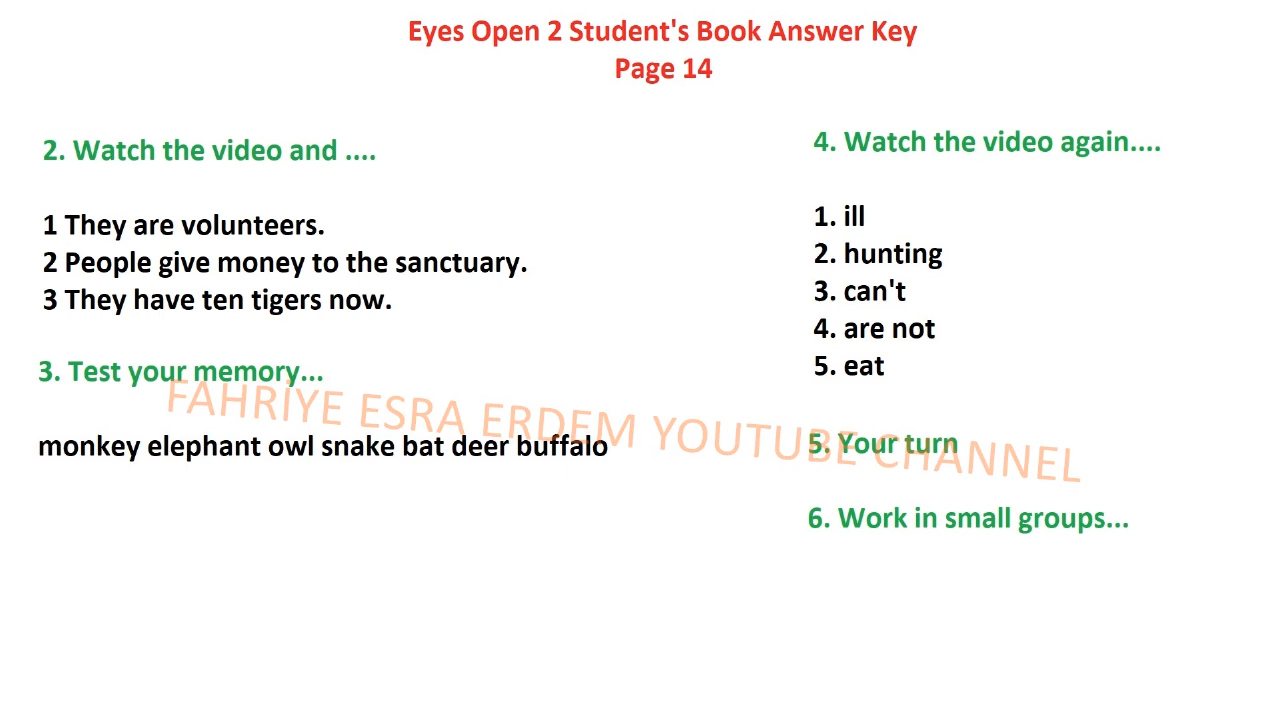 Eyes Open 2 Student's Book Answer Key
Page 14
2. Watch the video and ....
1 They are volunteers.
2 People give money to the sanctuary.
3 They have ten tigers now.
3. Test your memory...
monkey elephant owl snake bat deer buffalo
4. Watch the video again....
1. ill
2. hunting
3. can't
4. are not
5. eat
5. Your turn
6. Work in small groups...
FAHRİYE ESRA ERDEM YOUTUBE CHANNEL